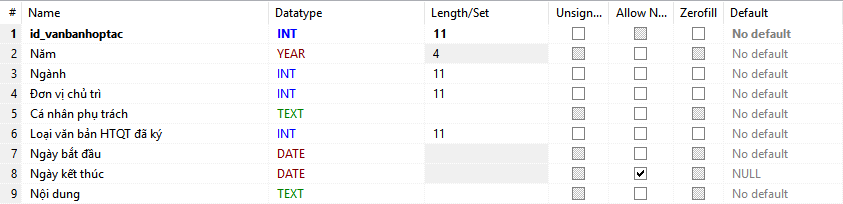 # Name Datatype Length/Set Unsign... Allow N... Zerofill Default
1 id_vanbanhoptac INT 11 No default
2 Năm YEAR 4 No default
3 Ngành INT 11 No default
4 Đơn vị chủ trì INT 11 No default
5 Cá nhân phụ trách TEXT No default
6 Loại văn bản HTQT đã ký INT 11 No default
7 Ngày bắt đầu DATE No default
8 Ngày kết thúc DATE NULL
9 Nội dung TEXT No default